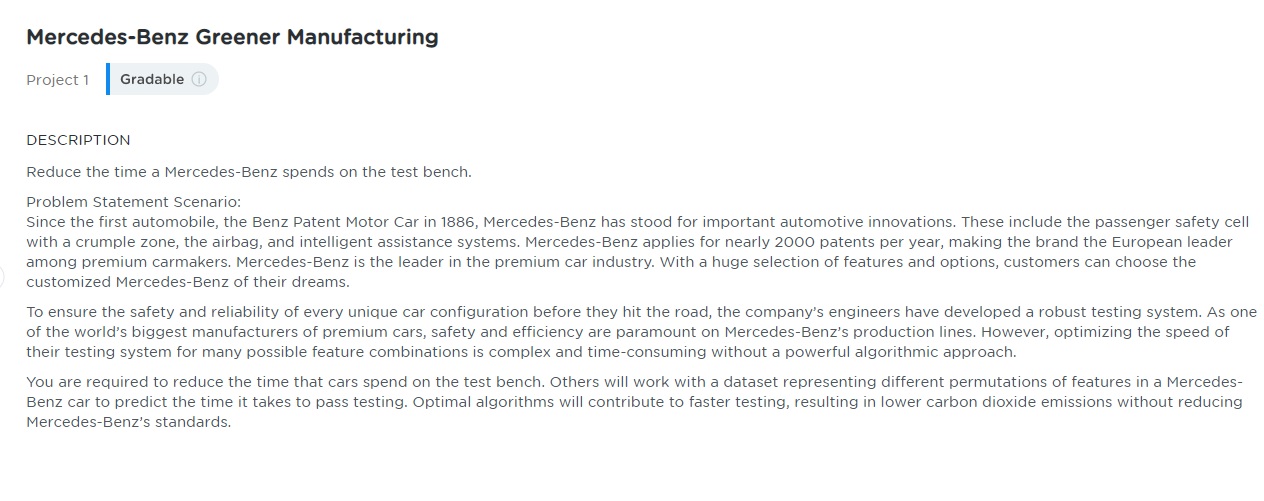 Mercedes-Benz Greener Manufacturing
Project 1 Gradable
DESCRIPTION
Reduce the time a Mercedes-Benz spends on the test bench.
Problem Statement Scenario:
Since the first automobile, the Benz Patent Motor Car in 1886, Mercedes-Benz has stood for important automotive innovations. These include the passenger safety cell
with a crumple zone, the airbag, and intelligent assistance systems. Mercedes-Benz applies for nearly 2000 patents per year, making the brand the European leader
among premium carmakers. Mercedes-Benz is the leader in the premium car industry. With a huge selection of features and options, customers can choose the
customized Mercedes-Benz of their dreams.
To ensure the safety and reliability of every unique car configuration before they hit the road, the company’s engineers have developed a robust testing system. As one
of the world’s biggest manufacturers of premium cars, safety and efficiency are paramount on Mercedes-Benz’s production lines. However, optimizing the speed of
their testing system for many possible feature combinations is complex and time-consuming without a powerful algorithmic approach.
You are required to reduce the time that cars spend on the test bench. Others will work with a dataset representing different permutations of features in a Mercedes-
Benz car to predict the time it takes to pass testing. Optimal algorithms will contribute to faster testing, resulting in lower carbon dioxide emissions without reducing
Mercedes-Benz’s standards.